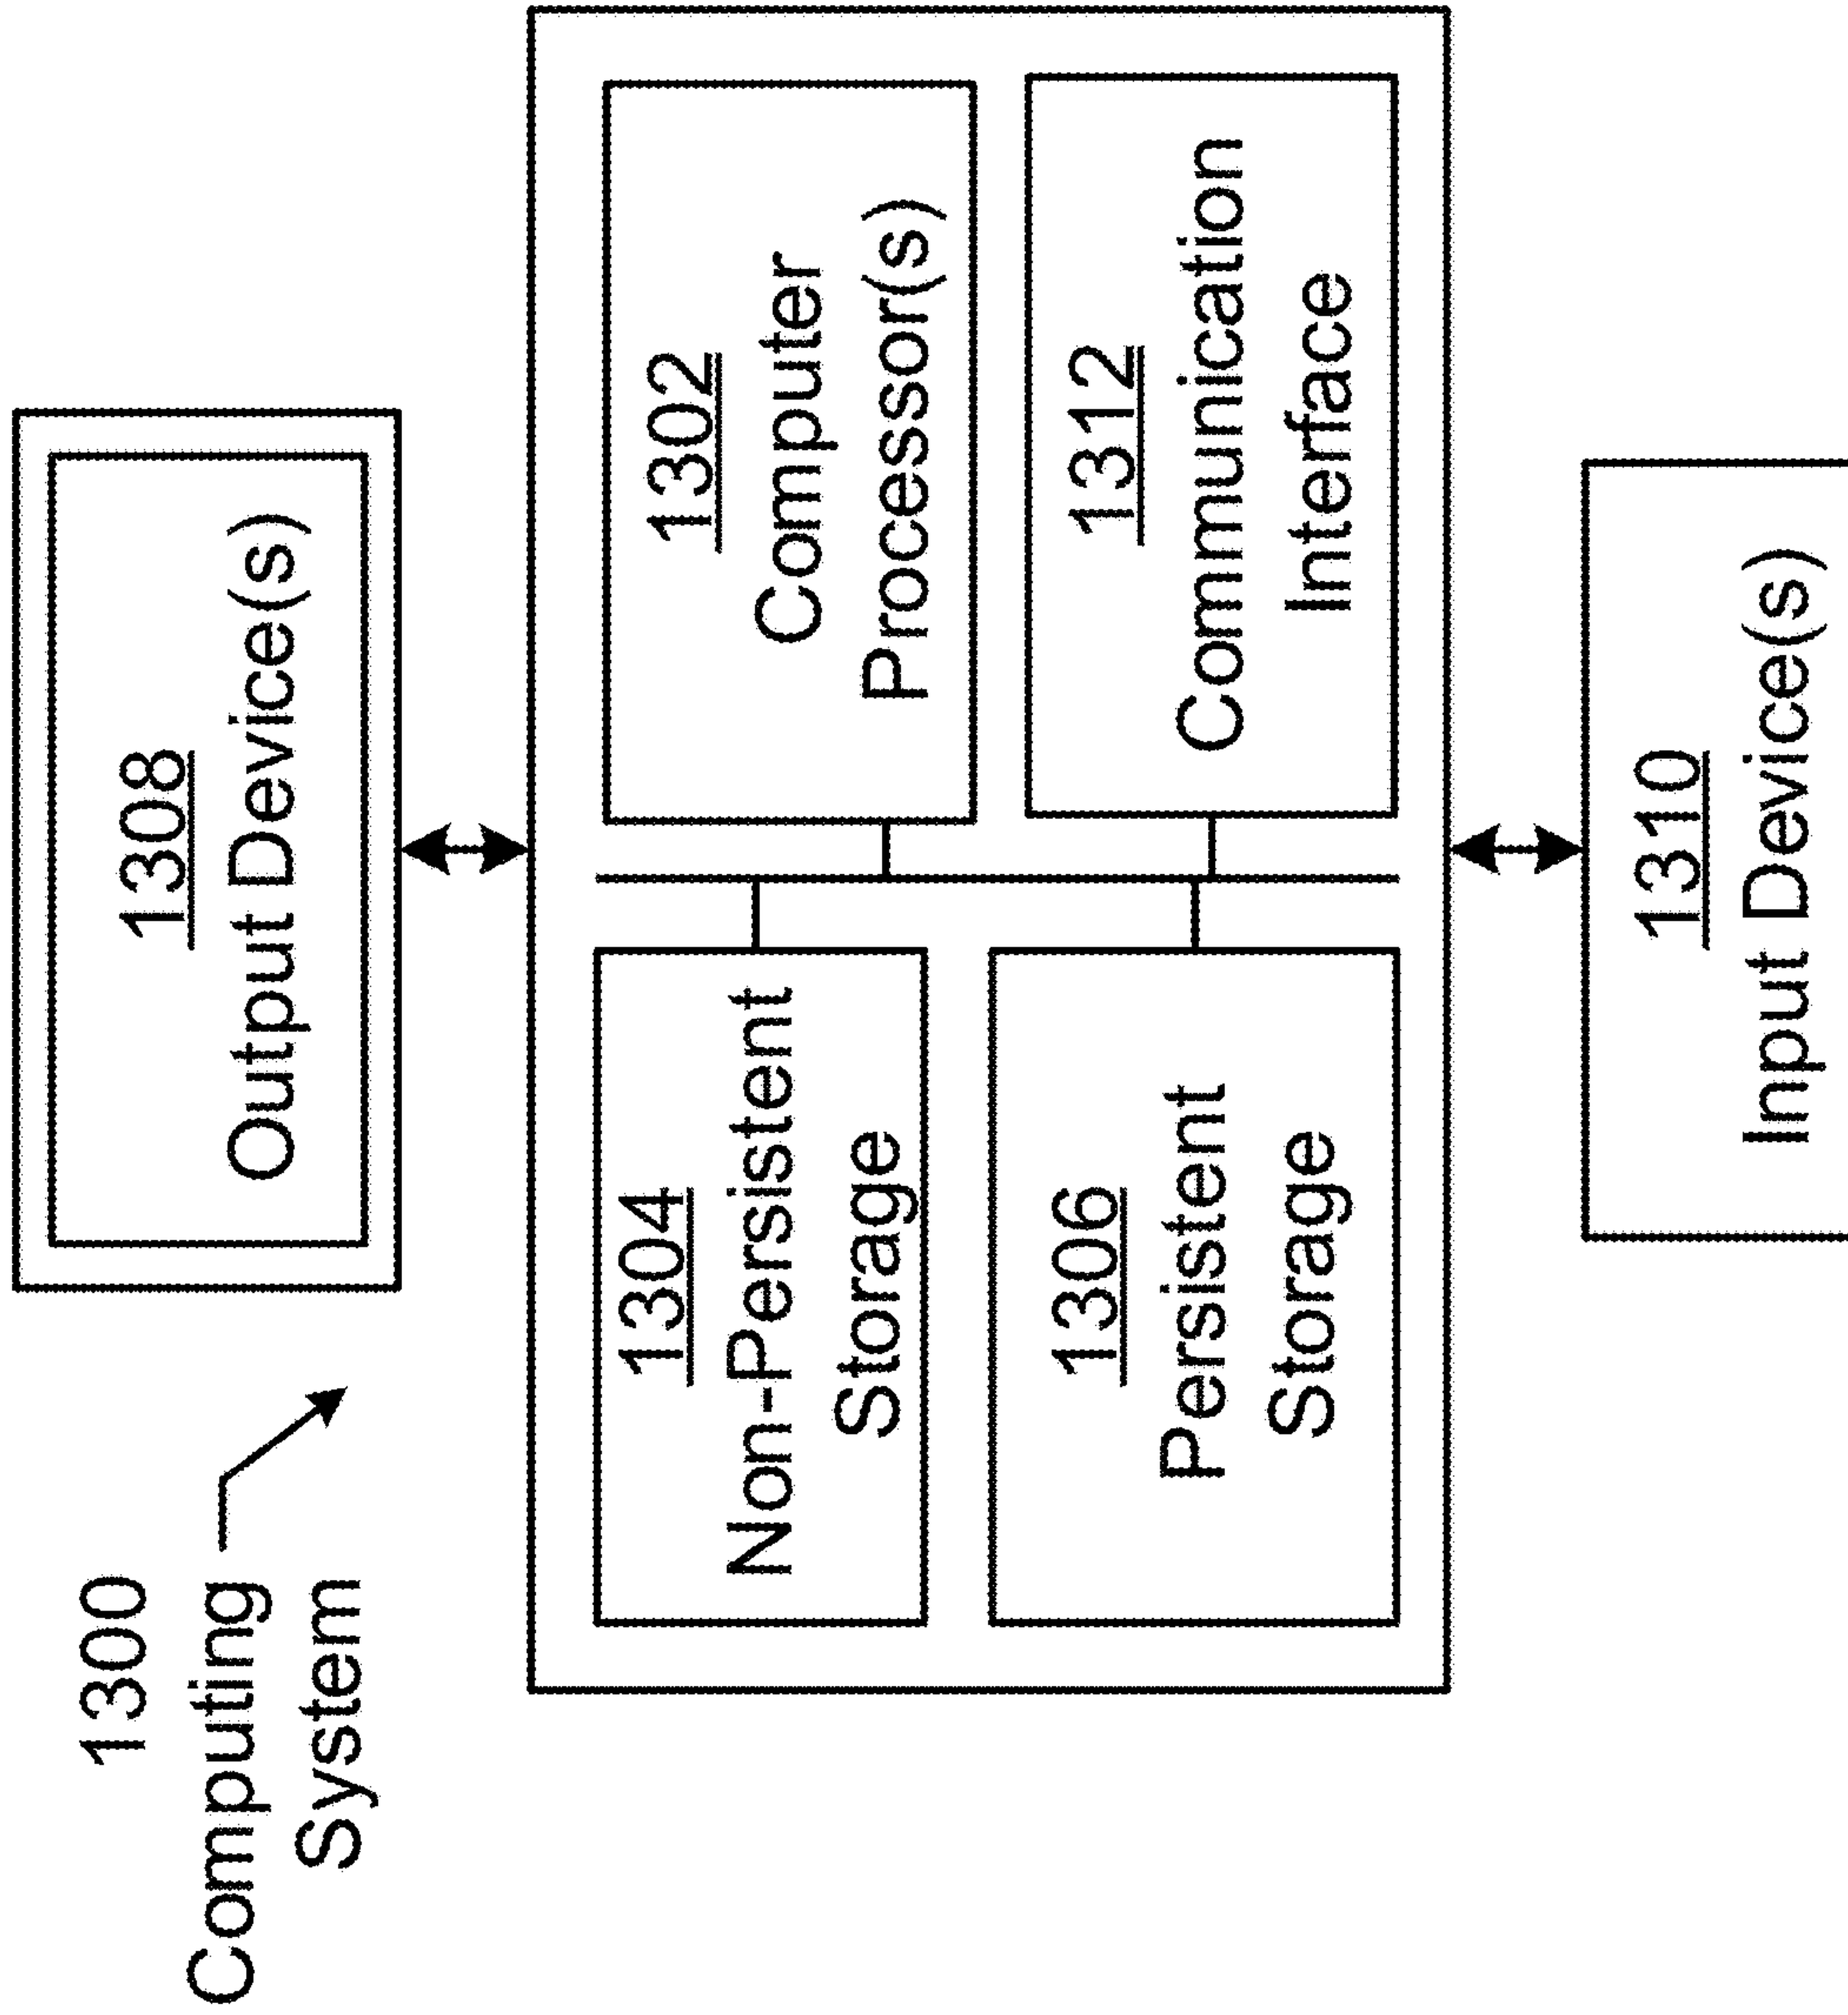 1300
Computing
System
1308
Output Device(s)
1304
Non-Persistent
Storage
1302
Computer
Processor(s)
1306
Persistent
Storage
1312
Communication
Interface
1310
Input Device(s)